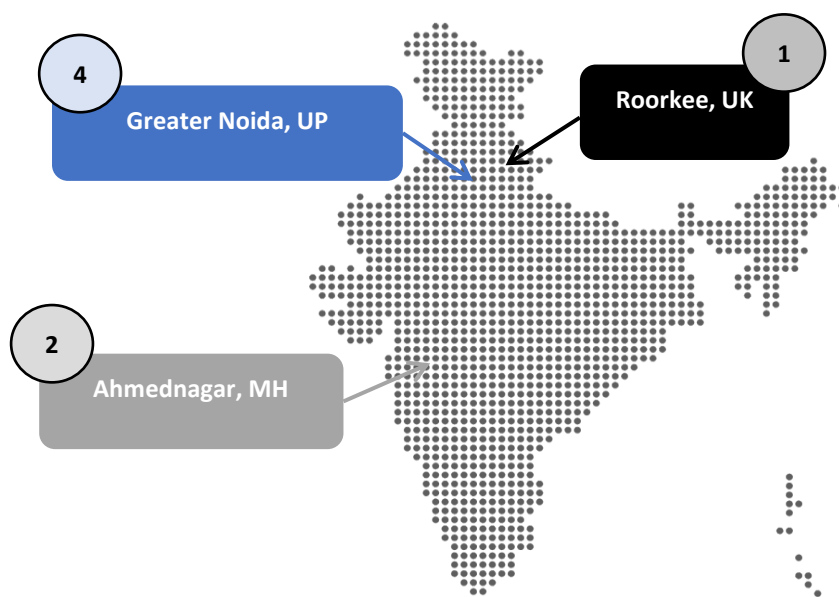 4
Greater Noida, UP
1
Roorkee, UK
2
Ahmednagar, MH